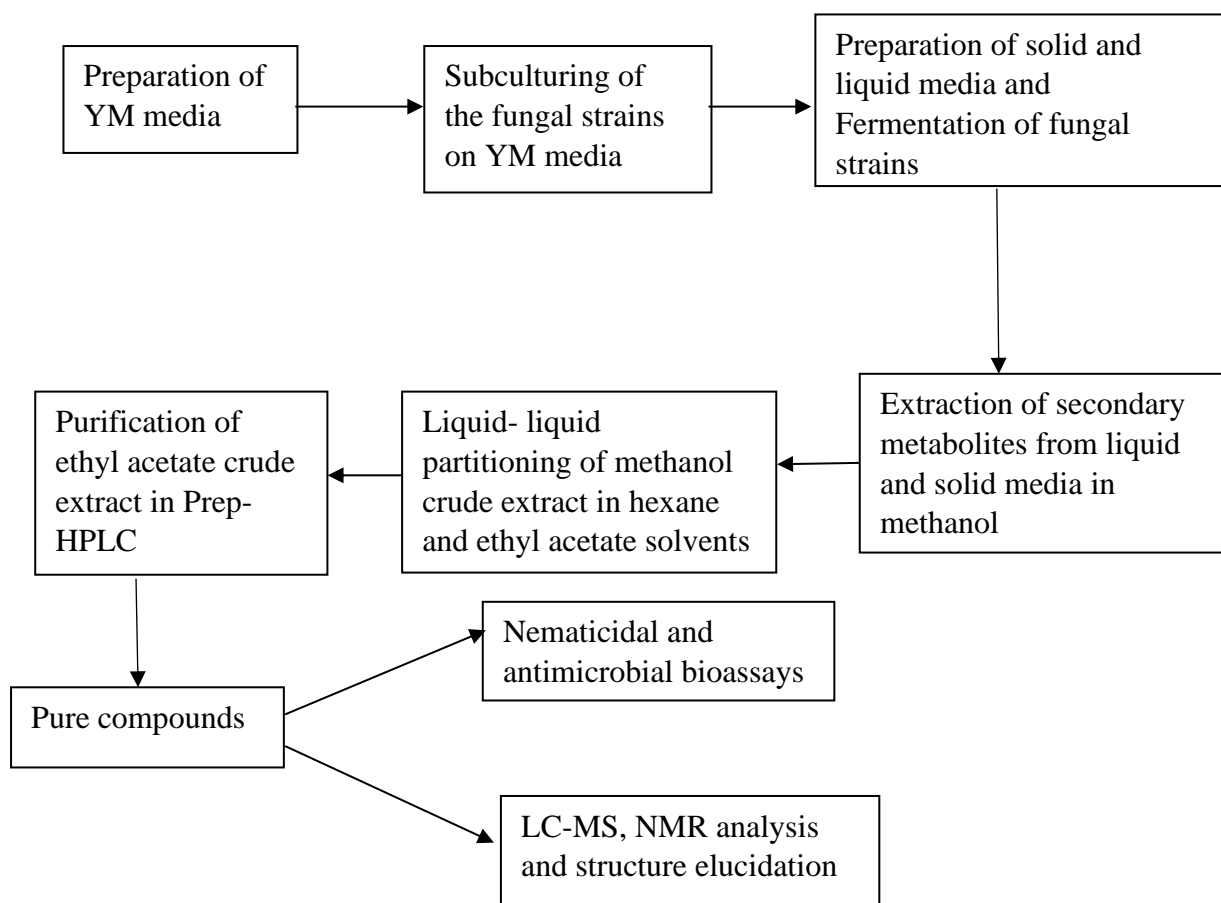 Preparation of
YM media
Subculturing of
the fungal strains
on YM media
Preparation of solid and
liquid media and
Fermentation of fungal
strains
Extraction of secondary
metabolites from liquid
and solid media in
methanol
Liquid- liquid
partitioning of methanol
crude extract in hexane
and ethyl acetate solvents
Purification of
ethyl acetate crude
extract in Prep-
HPLC
Pure compounds
Nematicidal and
antimicrobial bioassays
LC-MS, NMR analysis
and structure elucidation